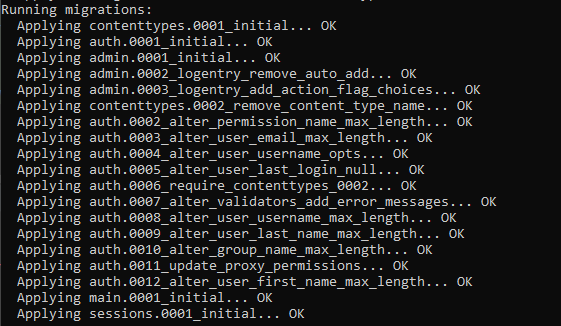 Running migrations:
  Applying contenttypes.0001_initial... OK
  Applying auth.0001_initial... OK
  Applying admin.0001_initial... OK
  Applying admin.0002_logentry_remove_auto_add... OK
  Applying admin.0003_logentry_add_action_flag_choices... OK
  Applying contenttypes.0002_remove_content_type_name... OK
  Applying auth.0002_alter_permission_name_max_length... OK
  Applying auth.0003_alter_user_email_max_length... OK
  Applying auth.0004_alter_user_username_opts... OK
  Applying auth.0005_alter_user_last_login_null... OK
  Applying auth.0006_require_contenttypes_0002... OK
  Applying auth.0007_alter_validators_add_error_messages... OK
  Applying auth.0008_alter_user_username_max_length... OK
  Applying auth.0009_alter_user_last_name_max_length... OK
  Applying auth.0010_alter_group_name_max_length... OK
  Applying auth.0011_update_proxy_permissions... OK
  Applying auth.0012_alter_user_first_name_max_length... OK
  Applying main.0001_initial... OK
  Applying sessions.0001_initial... OK